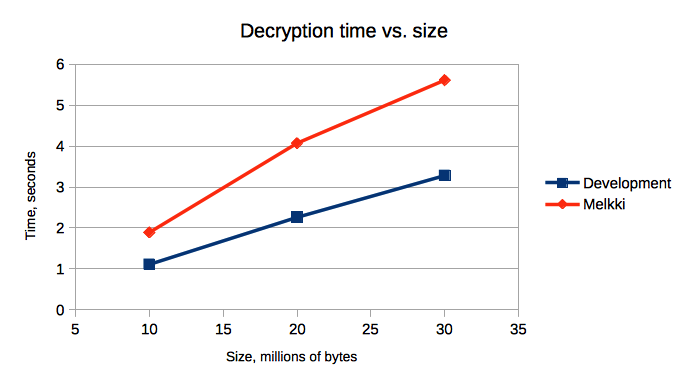 Decryption time vs. size
6
5
4
3
2
1
0
Time, seconds
5 10 15 20 25 30 35
Size, millions of bytes
Development
Melkki